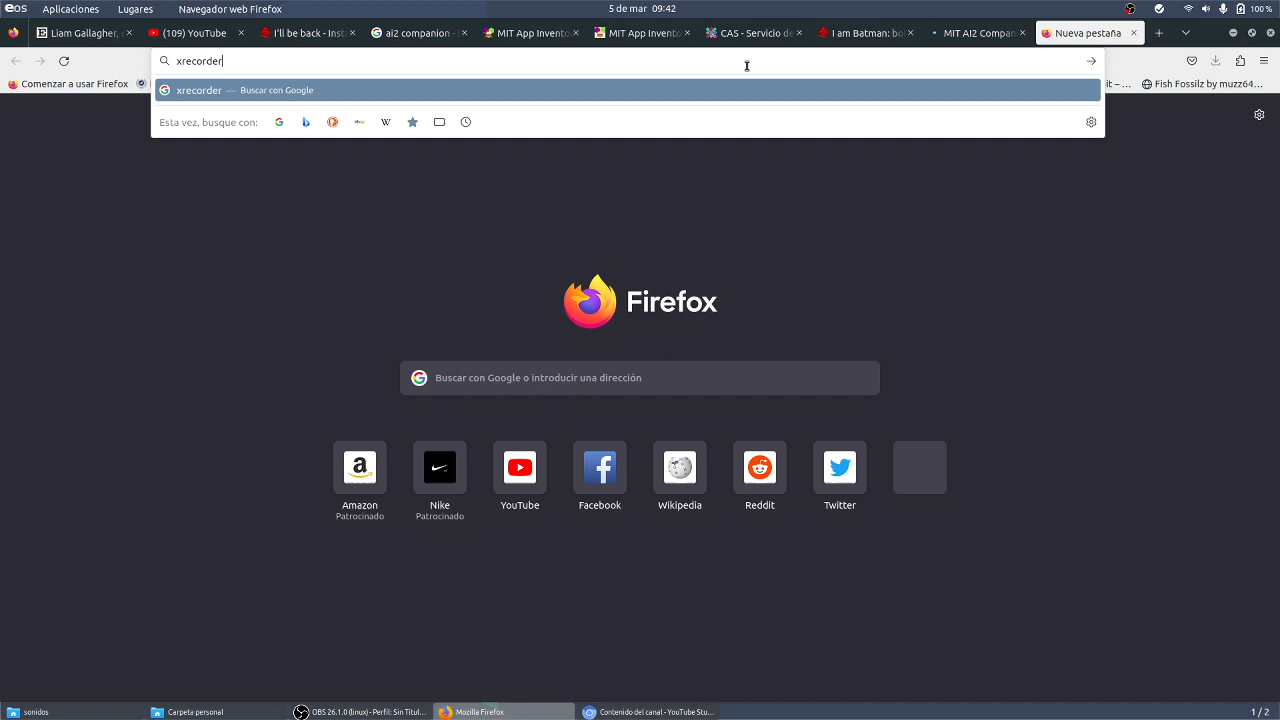 eos Aplicaciones Lugares Navegador web Firefox 5 de mar 09:42 100 %
Liam Gallagher, c (109) YouTube I'll be back - Insta ai2 companion - MIT App Invento MIT App Invento CAS - Servicio de I am Batman: bo MIT AI2 Compan Nueva pestaña
xrecorder
Comenzar a usar Firefox it — … Fish Fossilz by muzz64…
xrecorder — Buscar con Google
Esta vez, busque con:
Firefox
Buscar con Google o introducir una dirección
Amazon Nike YouTube Facebook Wikipedia Reddit Twitter
Patrocinado Patrocinado
sonidos Carpeta personal OBS 26.1.0 (linux) - Perfil: Sin Títul… Mozilla Firefox Contenido del canal - YouTube Stu… 1 / 2